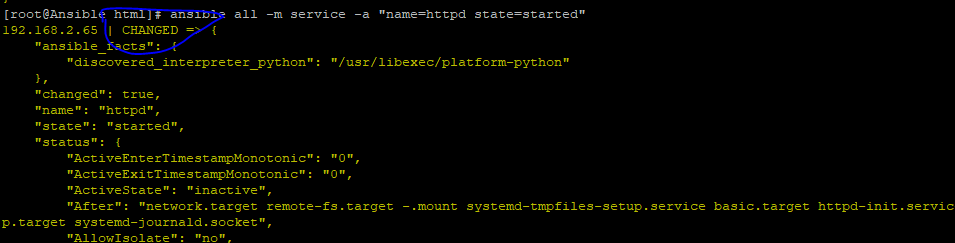 [root@Ansible html]# ansible all -m service -a "name=httpd state=started"
192.168.2.65 | CHANGED => {
    "ansible_facts": {
        "discovered_interpreter_python": "/usr/libexec/platform-python"
    },
    "changed": true,
    "name": "httpd",
    "state": "started",
    "status": {
        "ActiveEnterTimestampMonotonic": "0",
        "ActiveExitTimestampMonotonic": "0",
        "ActiveState": "inactive",
        "After": "network.target remote-fs.target -.mount systemd-tmpfiles-setup.service basic.target httpd-init.servic
p.target systemd-journald.socket",
        "AllowIsolate": "no",